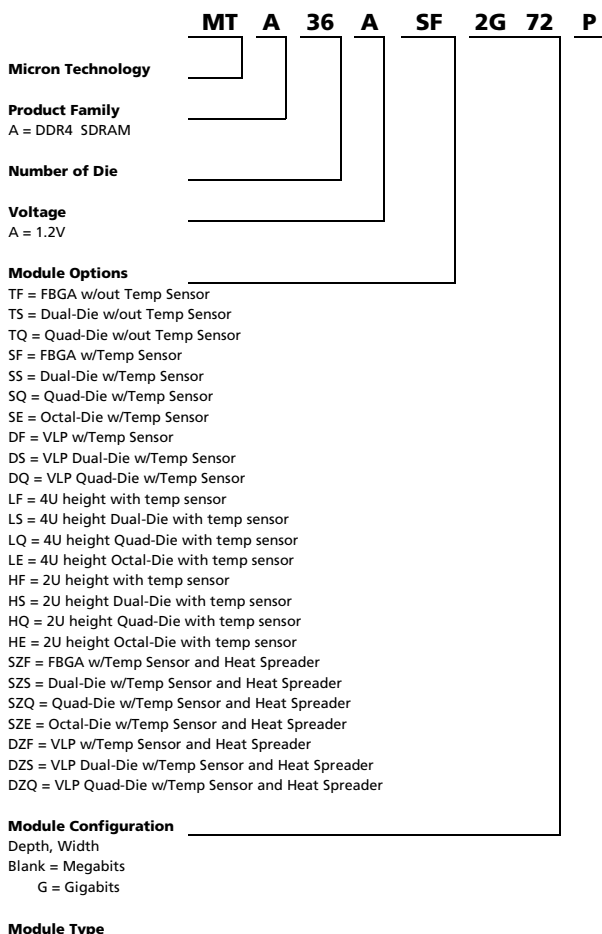 MT A 36 A SF 2G 72 P
Micron Technology
Product Family
A = DDR4 SDRAM
Number of Die
Voltage
A = 1.2V
Module Options
TF = FBGA w/out Temp Sensor
TS = Dual-Die w/out Temp Sensor
TQ = Quad-Die w/out Temp Sensor
SF = FBGA w/Temp Sensor
SS = Dual-Die w/Temp Sensor
SQ = Quad-Die w/Temp Sensor
SE = Octal-Die w/Temp Sensor
DF = VLP w/Temp Sensor
DS = VLP Dual-Die w/Temp Sensor
DQ = VLP Quad-Die w/Temp Sensor
LF = 4U height with temp sensor
LS = 4U height Dual-Die with temp sensor
LQ = 4U height Quad-Die with temp sensor
LE = 4U height Octal-Die with temp sensor
HF = 2U height with temp sensor
HS = 2U height Dual-Die with temp sensor
HQ = 2U height Quad-Die with temp sensor
HE = 2U height Octal-Die with temp sensor
SZF = FBGA w/Temp Sensor and Heat Spreader
SZS = Dual-Die w/Temp Sensor and Heat Spreader
SZQ = Quad-Die w/Temp Sensor and Heat Spreader
SZE = Octal-Die w/Temp Sensor and Heat Spreader
DZF = VLP w/Temp Sensor and Heat Spreader
DZS = VLP Dual-Die w/Temp Sensor and Heat Spreader
DZQ = VLP Quad-Die w/Temp Sensor and Heat Spreader
Module Configuration
Depth, Width
Blank = Megabits
G = Gigabits
Module Type